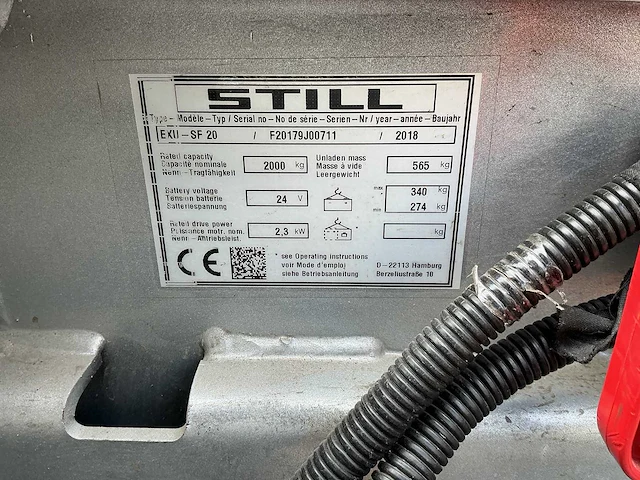 STILL
Type - Modèle - Typ / Serial no - No de série - Serien - Nr / year - année - Baujahr
EXU - SF 20 / F20179J00711 / 2018
Rated capacity
Capacité nominale
Nenn - Tragfähigkeit
2000 kg
Unladen mass
Masse à vide
Leergewicht
565 kg
Battery voltage
Tension batterie
Batteriespannung
24 V
max 340 kg
min 274 kg
Rated drive power
Puissance motr. nom.
Nenn - Antriebsleist.
2,3 kW
*
kg
CE
* see Operating instructions
voir Mode d'emploi
siehe Betriebsanleitung
D-22113 Hamburg
Berzeliusstraße 10